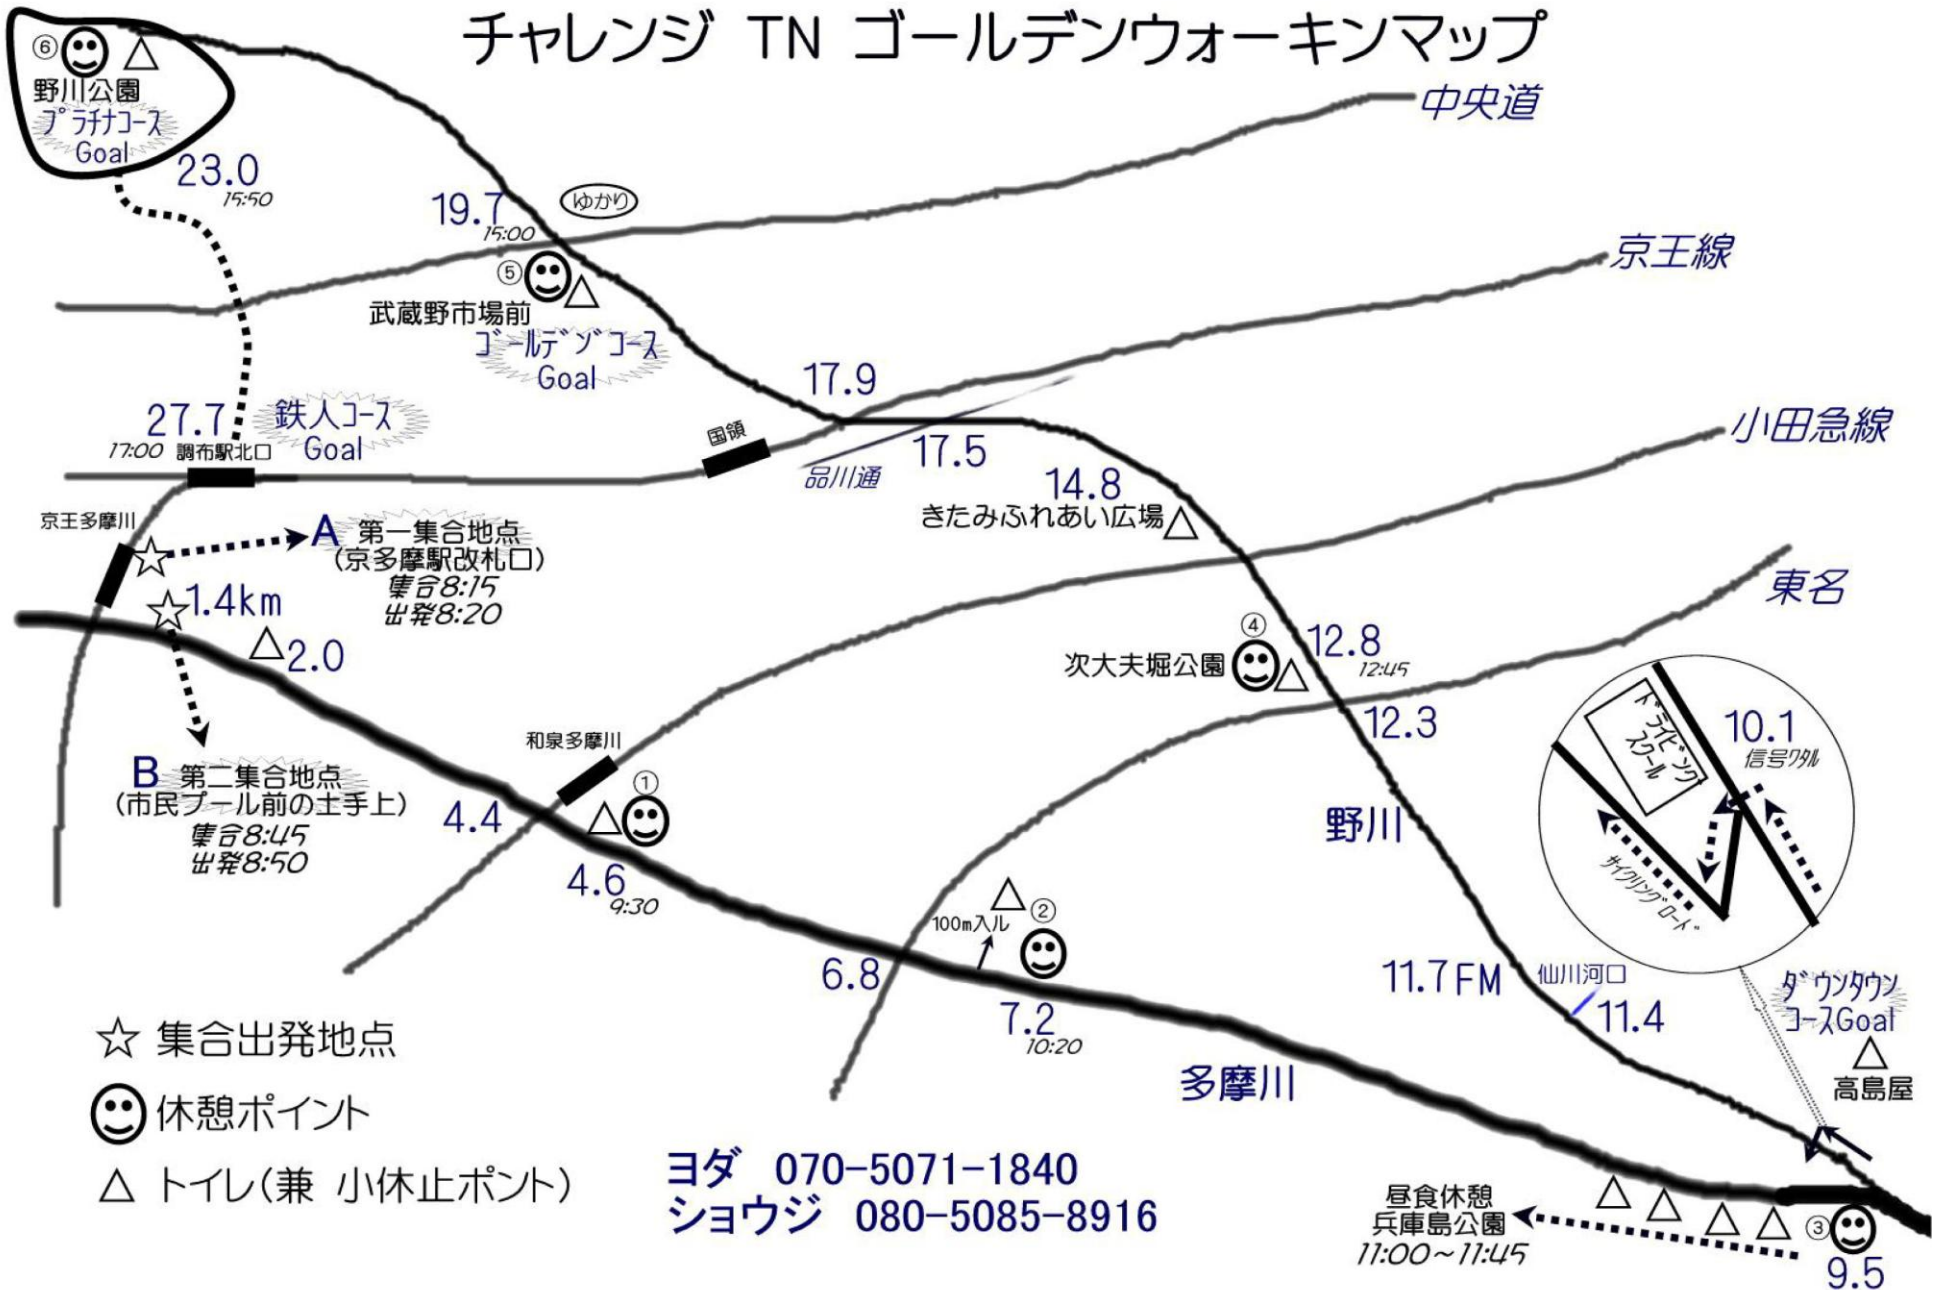 チャレンジ TN ゴールデンウォーキンマップ
⑥
野川公園
プラチナコース
Goal
23.0
15:50
中央道
19.7
15:00
ゆかり
⑤
武蔵野市場前
ゴールデンコース
Goal
京王線
17.9
27.7
17:00 調布駅北口
鉄人コース
Goal
国領
品川通
17.5
小田急線
14.8
きたみふれあい広場
京王多摩川
A 第一集合地点
(京多摩駅改札口)
集合8:15
出発8:20
1.4km
2.0
東名
④
次大夫堀公園
12.8
12:45
12.3
B 第二集合地点
(市民プール前の土手上)
集合8:45
出発8:50
和泉多摩川
①
4.4
4.6
9:30
ドライビング
スクール
10.1
信号ワタル
サイクリングロード
野川
100m入ル
②
6.8
7.2
10:20
11.7FM
仙川河口
11.4
ダウンタウン
コースGoal
高島屋
多摩川
☆ 集合出発地点
休憩ポイント
△ トイレ(兼 小休止ポント)
ヨダ 070-5071-1840
ショウジ 080-5085-8916
昼食休憩
兵庫島公園
11:00~11:45
③
9.5